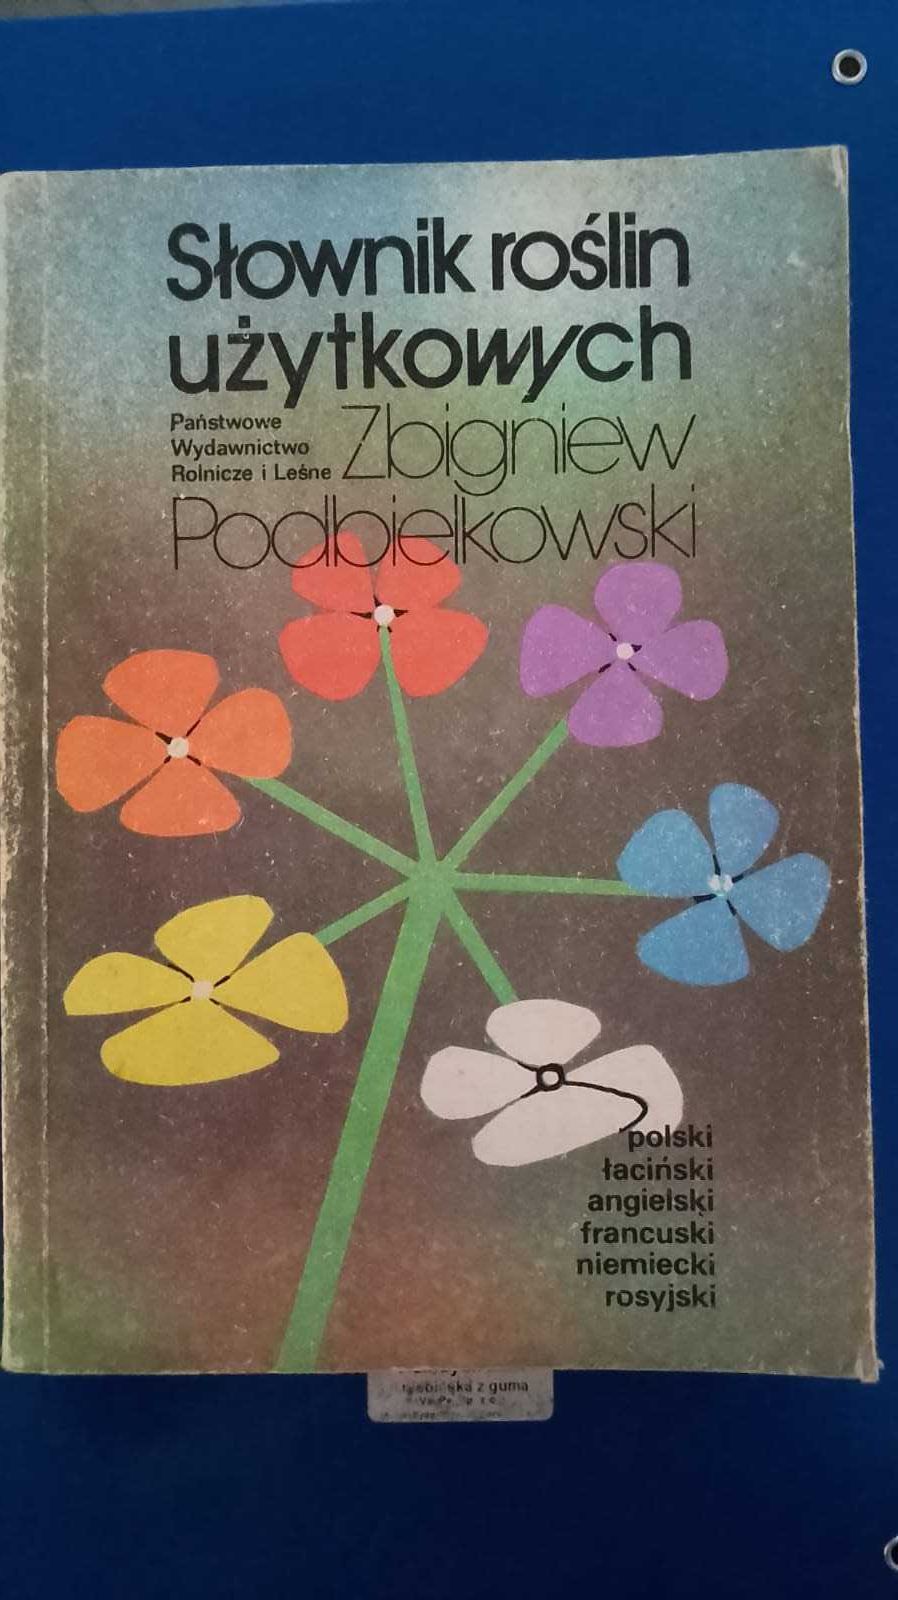 Słownik roślin
użytkowych
Państwowe
Wydawnictwo
Rolnicze i Leśne
Zbigniew
Podbielkowski
polski
łaciński
angielski
francuski
niemiecki
rosyjski
z gumą